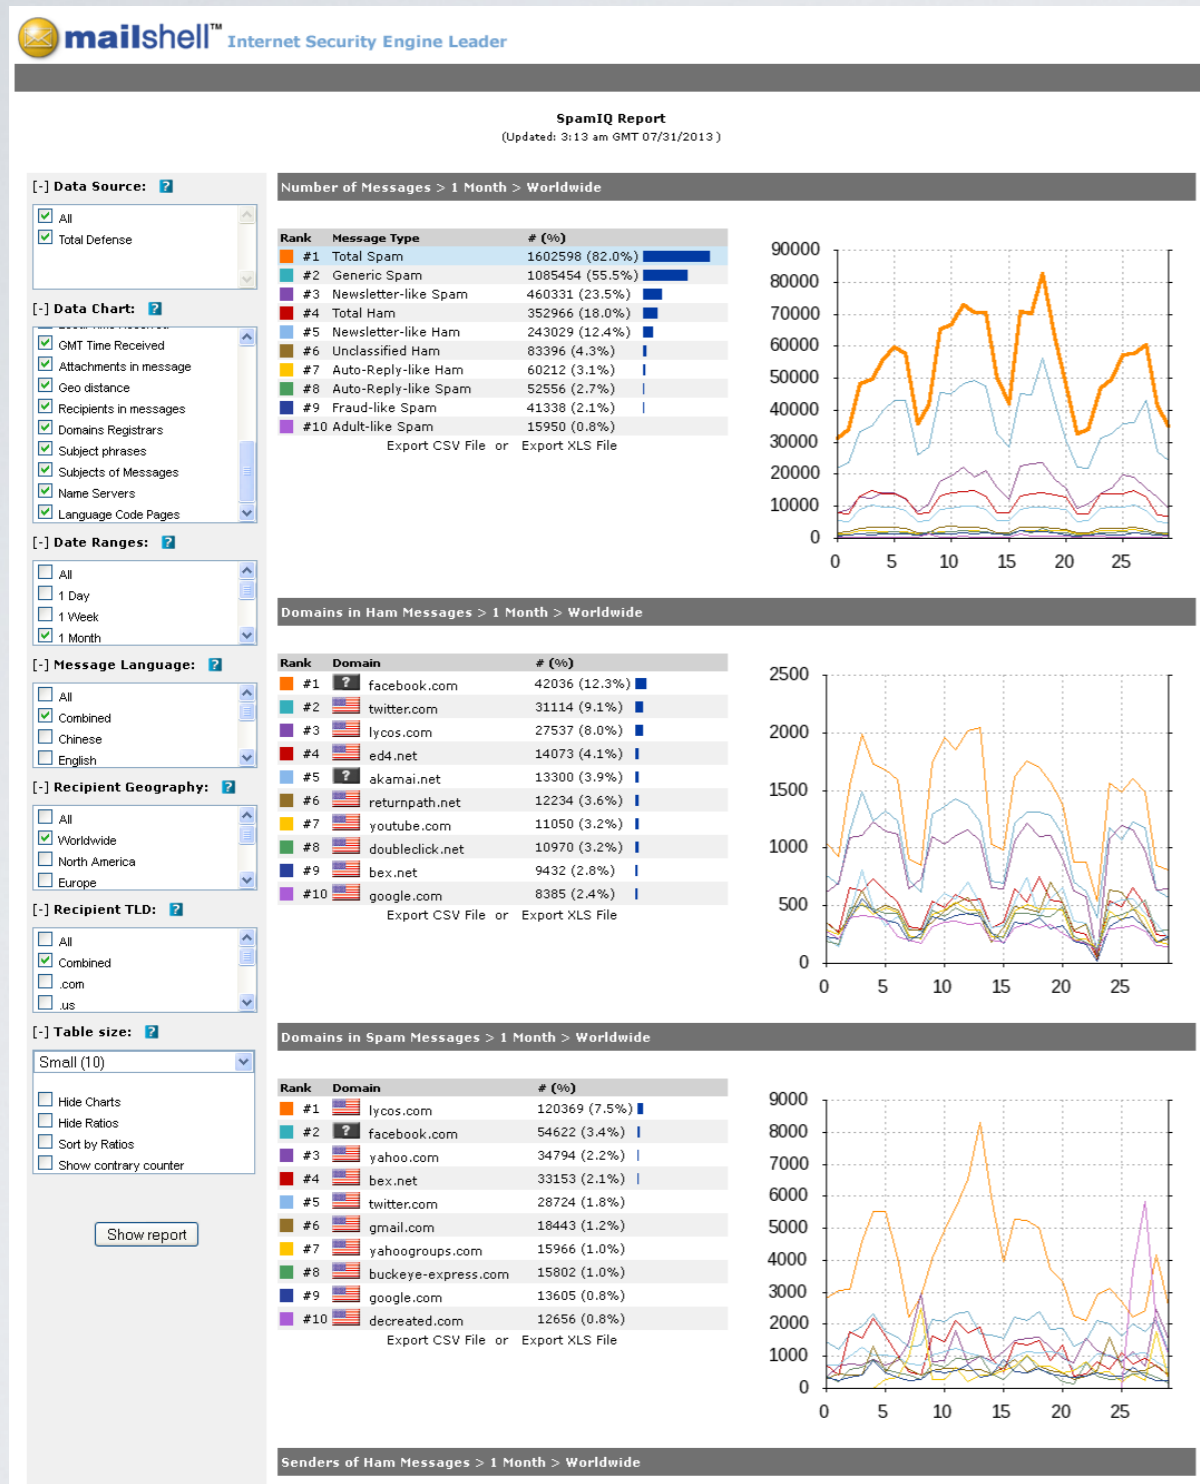 mailshell™ Internet Security Engine Leader
SpamIQ Report
(Updated: 3:13 am GMT 07/31/2013 )
[-] Data Source: ?
All
Total Defense
[-] Data Chart: ?
GMT Time Received
Attachments in message
Geo distance
Recipients in messages
Domains Registrars
Subject phrases
Subjects of Messages
Name Servers
Language Code Pages
[-] Date Ranges: ?
All
1 Day
1 Week
1 Month
[-] Message Language: ?
All
Combined
Chinese
English
[-] Recipient Geography: ?
All
Worldwide
North America
Europe
[-] Recipient TLD: ?
All
Combined
.com
.us
[-] Table size: ?
Small (10)
Hide Charts
Hide Ratios
Sort by Ratios
Show contrary counter
Show report
Number of Messages > 1 Month > Worldwide
Rank Message Type # (%)
#1 Total Spam 1602598 (82.0%)
#2 Generic Spam 1085454 (55.5%)
#3 Newsletter-like Spam 460331 (23.5%)
#4 Total Ham 352966 (18.0%)
#5 Newsletter-like Ham 243029 (12.4%)
#6 Unclassified Ham 83396 (4.3%)
#7 Auto-Reply-like Ham 60212 (3.1%)
#8 Auto-Reply-like Spam 52556 (2.7%)
#9 Fraud-like Spam 41338 (2.1%)
#10 Adult-like Spam 15950 (0.8%)
Export CSV File or Export XLS File
90000
80000
70000
60000
50000
40000
30000
20000
10000
0
0 5 10 15 20 25
Domains in Ham Messages > 1 Month > Worldwide
Rank Domain # (%)
#1 ? facebook.com 42036 (12.3%)
#2 twitter.com 31114 (9.1%)
#3 lycos.com 27537 (8.0%)
#4 ed4.net 14073 (4.1%)
#5 ? akamai.net 13300 (3.9%)
#6 returnpath.net 12234 (3.6%)
#7 youtube.com 11050 (3.2%)
#8 doubleclick.net 10970 (3.2%)
#9 bex.net 9432 (2.8%)
#10 google.com 8385 (2.4%)
Export CSV File or Export XLS File
2500
2000
1500
1000
500
0
0 5 10 15 20 25
Domains in Spam Messages > 1 Month > Worldwide
Rank Domain # (%)
#1 lycos.com 120369 (7.5%)
#2 ? facebook.com 54622 (3.4%)
#3 yahoo.com 34794 (2.2%)
#4 bex.net 33153 (2.1%)
#5 twitter.com 28724 (1.8%)
#6 gmail.com 18443 (1.2%)
#7 yahoogroups.com 15966 (1.0%)
#8 buckeye-express.com 15802 (1.0%)
#9 google.com 13605 (0.8%)
#10 decreated.com 12656 (0.8%)
Export CSV File or Export XLS File
9000
8000
7000
6000
5000
4000
3000
2000
1000
0
0 5 10 15 20 25
Senders of Ham Messages > 1 Month > Worldwide